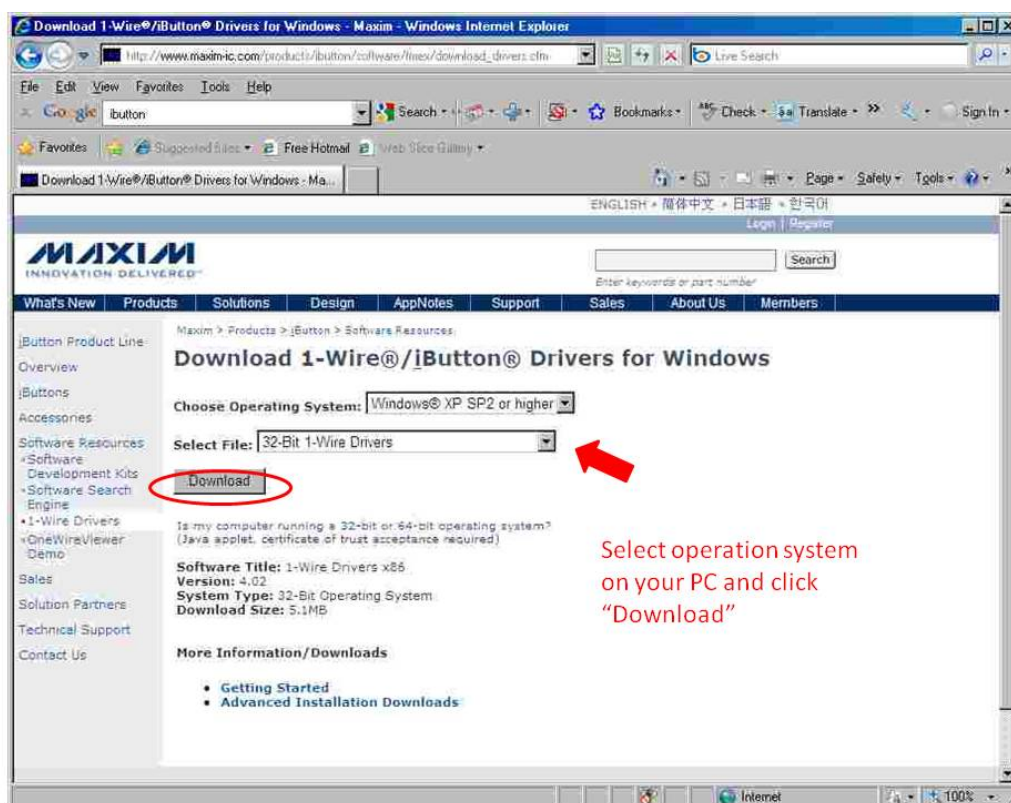 Download 1-Wire®/iButton® Drivers for Windows - Maxim - Windows Internet Explorer
http://www.maxim-ic.com/products/ibutton/software/tmex/download_drivers.cfm
Live Search
File Edit View Favorites Tools Help
Google ibutton Search Bookmarks Check Translate Sign In
Favorites Suggested Sites Free Hotmail Web Slice Gallery
Download 1-Wire®/iButton® Drivers for Windows - Ma...
Page Safety Tools
ENGLISH • 简体中文 • 日本語 • 한국어
Login | Register
MAXIM
INNOVATION DELIVERED™
Search
Enter keywords or part number
What's New Products Solutions Design AppNotes Support Sales About Us Members
Maxim > Products > iButton > Software Resources
Download 1-Wire®/iButton® Drivers for Windows
iButton Product Line
Overview
iButtons
Accessories
Software Resources
Software
Development Kits
Software Search
Engine
1-Wire Drivers
OneWireViewer
Demo
Sales
Solution Partners
Technical Support
Contact Us
Choose Operating System: Windows® XP SP2 or higher
Select File: 32-Bit 1-Wire Drivers
Download
Is my computer running a 32-bit or 64-bit operating system?
(Java applet, certificate of trust acceptance required)
Software Title: 1-Wire Drivers x86
Version: 4.02
System Type: 32-Bit Operating System
Download Size: 5.1MB
More Information/Downloads
• Getting Started
• Advanced Installation Downloads
Select operation system
on your PC and click
“Download”
Internet 100%